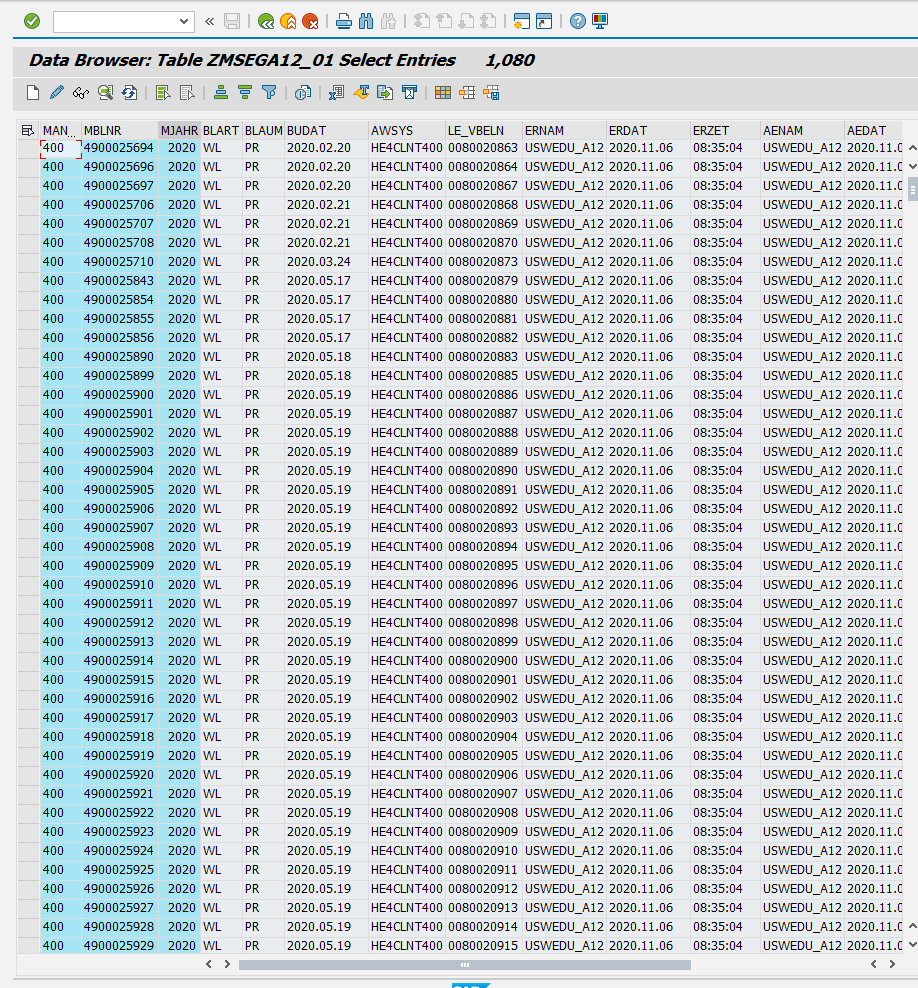 Data Browser: Table ZMSEGA12_01 Select Entries 1,080
MAN... MBLNR MJAHR BLART BLAUM BUDAT AWSYS LE_VBELN ERNAM ERDAT ERZET AENAM AEDAT
400 4900025694 2020 WL PR 2020.02.20 HE4CLNT400 0080020863 USWEDU_A12 2020.11.06 08:35:04 USWEDU_A12 2020.11.0
400 4900025696 2020 WL PR 2020.02.20 HE4CLNT400 0080020864 USWEDU_A12 2020.11.06 08:35:04 USWEDU_A12 2020.11.0
400 4900025697 2020 WL PR 2020.02.20 HE4CLNT400 0080020867 USWEDU_A12 2020.11.06 08:35:04 USWEDU_A12 2020.11.0
400 4900025706 2020 WL PR 2020.02.21 HE4CLNT400 0080020868 USWEDU_A12 2020.11.06 08:35:04 USWEDU_A12 2020.11.0
400 4900025707 2020 WL PR 2020.02.21 HE4CLNT400 0080020869 USWEDU_A12 2020.11.06 08:35:04 USWEDU_A12 2020.11.0
400 4900025708 2020 WL PR 2020.02.21 HE4CLNT400 0080020870 USWEDU_A12 2020.11.06 08:35:04 USWEDU_A12 2020.11.0
400 4900025710 2020 WL PR 2020.03.24 HE4CLNT400 0080020873 USWEDU_A12 2020.11.06 08:35:04 USWEDU_A12 2020.11.0
400 4900025843 2020 WL PR 2020.05.17 HE4CLNT400 0080020879 USWEDU_A12 2020.11.06 08:35:04 USWEDU_A12 2020.11.0
400 4900025854 2020 WL PR 2020.05.17 HE4CLNT400 0080020880 USWEDU_A12 2020.11.06 08:35:04 USWEDU_A12 2020.11.0
400 4900025855 2020 WL PR 2020.05.17 HE4CLNT400 0080020881 USWEDU_A12 2020.11.06 08:35:04 USWEDU_A12 2020.11.0
400 4900025856 2020 WL PR 2020.05.17 HE4CLNT400 0080020882 USWEDU_A12 2020.11.06 08:35:04 USWEDU_A12 2020.11.0
400 4900025890 2020 WL PR 2020.05.18 HE4CLNT400 0080020883 USWEDU_A12 2020.11.06 08:35:04 USWEDU_A12 2020.11.0
400 4900025899 2020 WL PR 2020.05.18 HE4CLNT400 0080020885 USWEDU_A12 2020.11.06 08:35:04 USWEDU_A12 2020.11.0
400 4900025900 2020 WL PR 2020.05.19 HE4CLNT400 0080020886 USWEDU_A12 2020.11.06 08:35:04 USWEDU_A12 2020.11.0
400 4900025901 2020 WL PR 2020.05.19 HE4CLNT400 0080020887 USWEDU_A12 2020.11.06 08:35:04 USWEDU_A12 2020.11.0
400 4900025902 2020 WL PR 2020.05.19 HE4CLNT400 0080020888 USWEDU_A12 2020.11.06 08:35:04 USWEDU_A12 2020.11.0
400 4900025903 2020 WL PR 2020.05.19 HE4CLNT400 0080020889 USWEDU_A12 2020.11.06 08:35:04 USWEDU_A12 2020.11.0
400 4900025904 2020 WL PR 2020.05.19 HE4CLNT400 0080020890 USWEDU_A12 2020.11.06 08:35:04 USWEDU_A12 2020.11.0
400 4900025905 2020 WL PR 2020.05.19 HE4CLNT400 0080020891 USWEDU_A12 2020.11.06 08:35:04 USWEDU_A12 2020.11.0
400 4900025906 2020 WL PR 2020.05.19 HE4CLNT400 0080020892 USWEDU_A12 2020.11.06 08:35:04 USWEDU_A12 2020.11.0
400 4900025907 2020 WL PR 2020.05.19 HE4CLNT400 0080020893 USWEDU_A12 2020.11.06 08:35:04 USWEDU_A12 2020.11.0
400 4900025908 2020 WL PR 2020.05.19 HE4CLNT400 0080020894 USWEDU_A12 2020.11.06 08:35:04 USWEDU_A12 2020.11.0
400 4900025909 2020 WL PR 2020.05.19 HE4CLNT400 0080020895 USWEDU_A12 2020.11.06 08:35:04 USWEDU_A12 2020.11.0
400 4900025910 2020 WL PR 2020.05.19 HE4CLNT400 0080020896 USWEDU_A12 2020.11.06 08:35:04 USWEDU_A12 2020.11.0
400 4900025911 2020 WL PR 2020.05.19 HE4CLNT400 0080020897 USWEDU_A12 2020.11.06 08:35:04 USWEDU_A12 2020.11.0
400 4900025912 2020 WL PR 2020.05.19 HE4CLNT400 0080020898 USWEDU_A12 2020.11.06 08:35:04 USWEDU_A12 2020.11.0
400 4900025913 2020 WL PR 2020.05.19 HE4CLNT400 0080020899 USWEDU_A12 2020.11.06 08:35:04 USWEDU_A12 2020.11.0
400 4900025914 2020 WL PR 2020.05.19 HE4CLNT400 0080020900 USWEDU_A12 2020.11.06 08:35:04 USWEDU_A12 2020.11.0
400 4900025915 2020 WL PR 2020.05.19 HE4CLNT400 0080020901 USWEDU_A12 2020.11.06 08:35:04 USWEDU_A12 2020.11.0
400 4900025916 2020 WL PR 2020.05.19 HE4CLNT400 0080020902 USWEDU_A12 2020.11.06 08:35:04 USWEDU_A12 2020.11.0
400 4900025917 2020 WL PR 2020.05.19 HE4CLNT400 0080020903 USWEDU_A12 2020.11.06 08:35:04 USWEDU_A12 2020.11.0
400 4900025918 2020 WL PR 2020.05.19 HE4CLNT400 0080020904 USWEDU_A12 2020.11.06 08:35:04 USWEDU_A12 2020.11.0
400 4900025919 2020 WL PR 2020.05.19 HE4CLNT400 0080020905 USWEDU_A12 2020.11.06 08:35:04 USWEDU_A12 2020.11.0
400 4900025920 2020 WL PR 2020.05.19 HE4CLNT400 0080020906 USWEDU_A12 2020.11.06 08:35:04 USWEDU_A12 2020.11.0
400 4900025921 2020 WL PR 2020.05.19 HE4CLNT400 0080020907 USWEDU_A12 2020.11.06 08:35:04 USWEDU_A12 2020.11.0
400 4900025922 2020 WL PR 2020.05.19 HE4CLNT400 0080020908 USWEDU_A12 2020.11.06 08:35:04 USWEDU_A12 2020.11.0
400 4900025923 2020 WL PR 2020.05.19 HE4CLNT400 0080020909 USWEDU_A12 2020.11.06 08:35:04 USWEDU_A12 2020.11.0
400 4900025924 2020 WL PR 2020.05.19 HE4CLNT400 0080020910 USWEDU_A12 2020.11.06 08:35:04 USWEDU_A12 2020.11.0
400 4900025925 2020 WL PR 2020.05.19 HE4CLNT400 0080020911 USWEDU_A12 2020.11.06 08:35:04 USWEDU_A12 2020.11.0
400 4900025926 2020 WL PR 2020.05.19 HE4CLNT400 0080020912 USWEDU_A12 2020.11.06 08:35:04 USWEDU_A12 2020.11.0
400 4900025927 2020 WL PR 2020.05.19 HE4CLNT400 0080020913 USWEDU_A12 2020.11.06 08:35:04 USWEDU_A12 2020.11.0
400 4900025928 2020 WL PR 2020.05.19 HE4CLNT400 0080020914 USWEDU_A12 2020.11.06 08:35:04 USWEDU_A12 2020.11.0
400 4900025929 2020 WL PR 2020.05.19 HE4CLNT400 0080020915 USWEDU_A12 2020.11.06 08:35:04 USWEDU_A12 2020.11.0